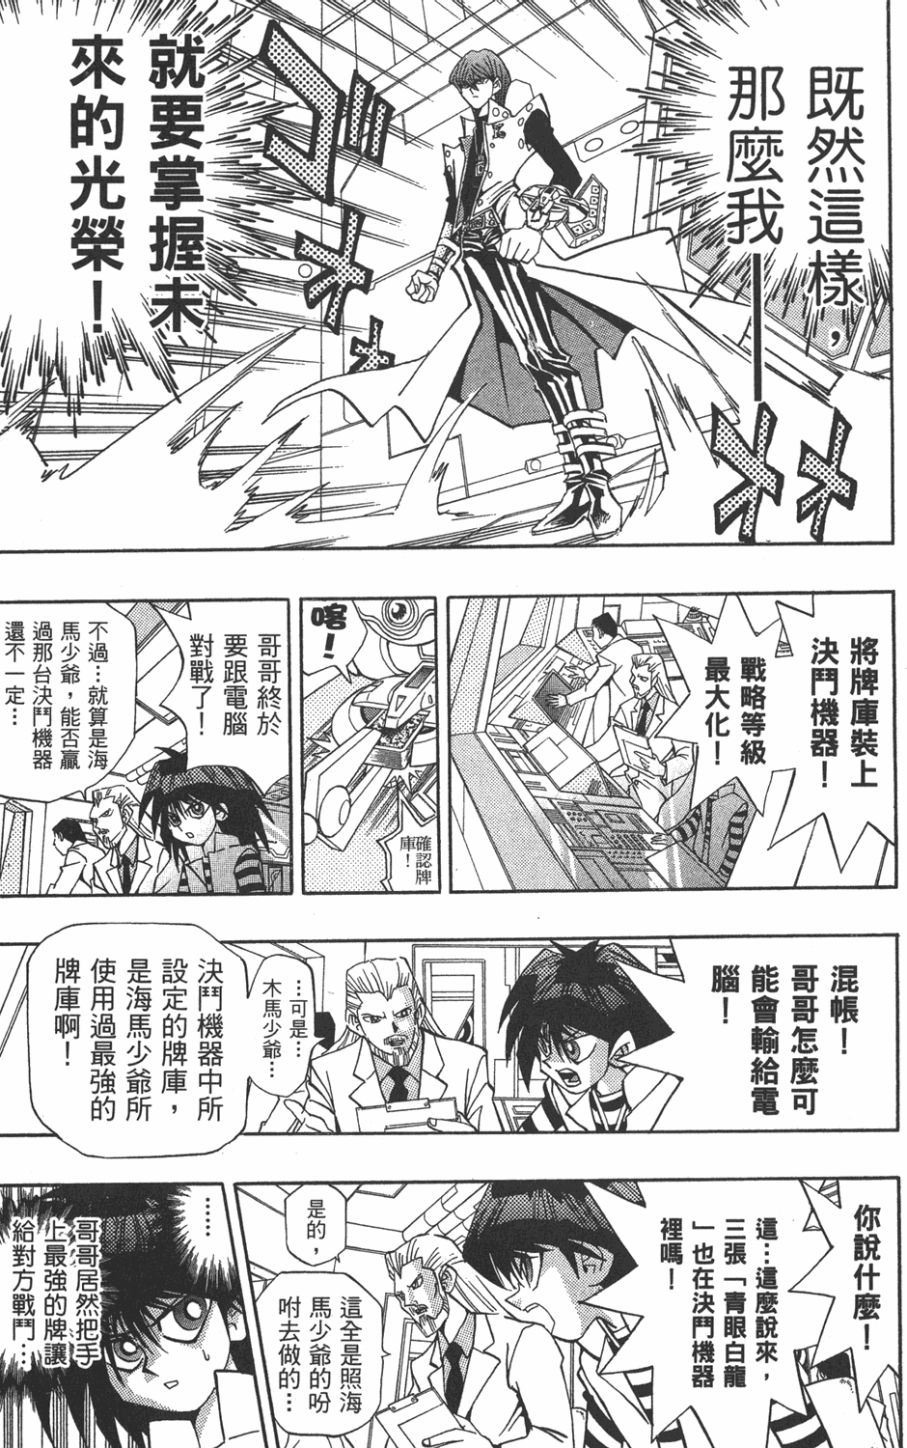 既然這樣，
那麼我——
就要掌握未
來的光榮！
ゴゴ
オ
オ
オ
オ
將牌庫裝上
決鬥機器！
戰略等級
最大化！
喀！
確認牌
庫！
哥哥終於
要跟電腦
對戰了！
不過…就算是海
馬少爺，能否贏
過那台決鬥機器
還不一定…
混帳！
哥哥怎麼可
能會輸給電
腦！
…可是…
木馬少爺…
決鬥機器中所
設定的牌庫，
是海馬少爺所
使用過最強的
牌庫啊！
你說什麼！
這…這麼說來，
三張「青眼白龍
」也在決鬥機器
裡嗎！
是的，
這全是照海
馬少爺的吩
咐去做的…
……
哥哥居然把手
上最強的牌讓
給對方戰鬥……